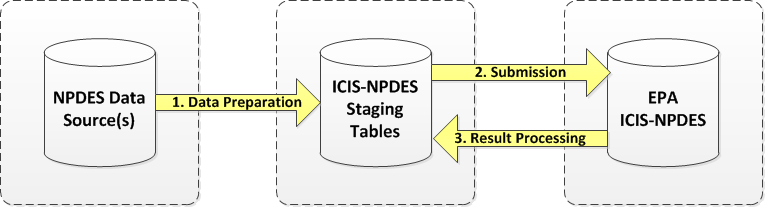 NPDES Data
Source(s)
1. Data Preparation
ICIS-NPDES
Staging
Tables
2. Submission
3. Result Processing
EPA
ICIS-NPDES